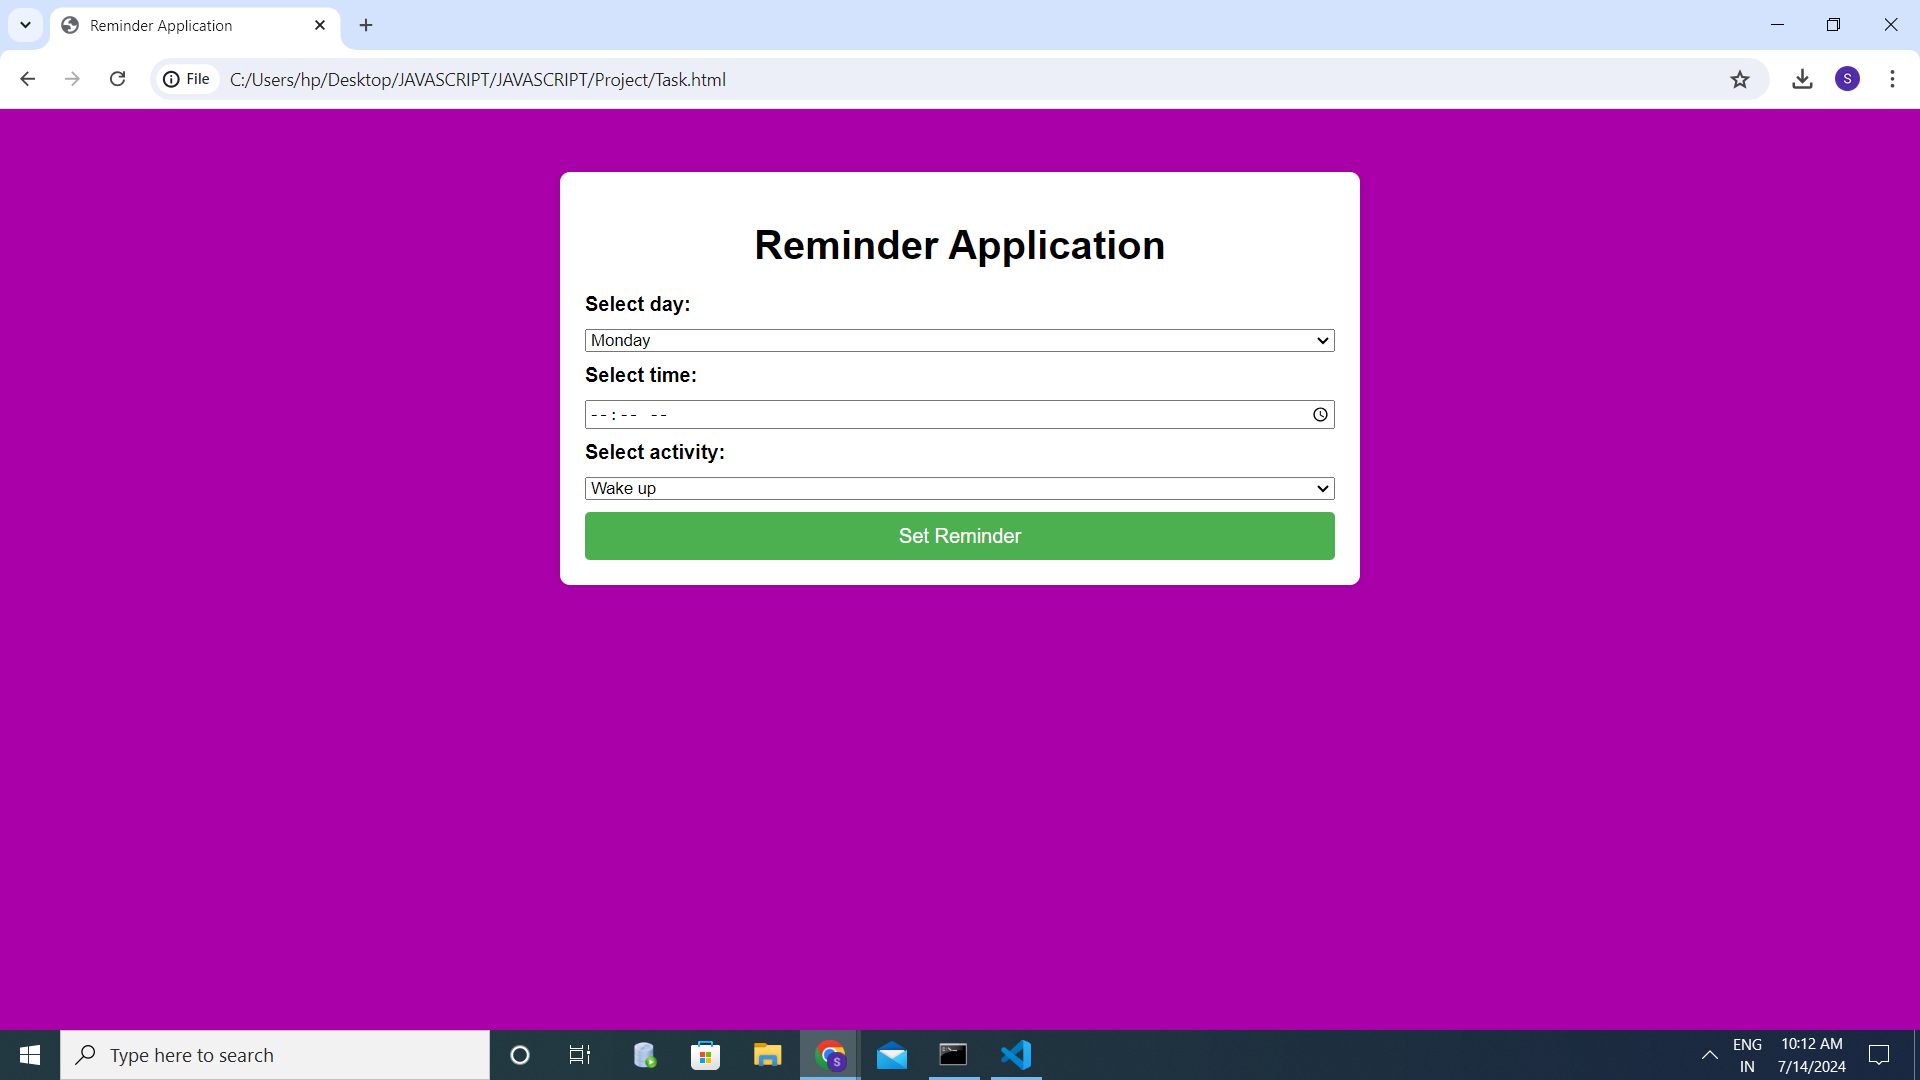 Reminder Application
File C:/Users/hp/Desktop/JAVASCRIPT/JAVASCRIPT/Project/Task.html
S
Reminder Application
Select day:
Monday
Select time:
--:-- --
Select activity:
Wake up
Set Reminder
Type here to search
S
ENG
IN
10:12 AM
7/14/2024